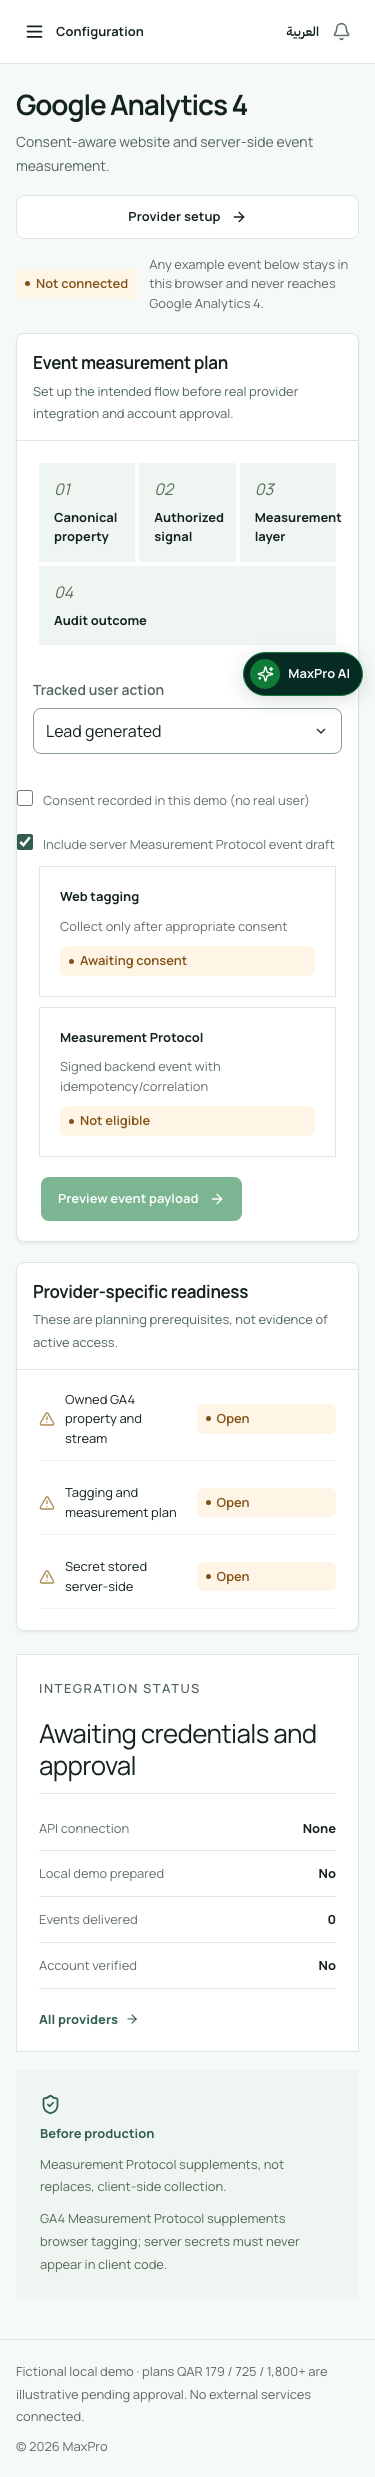 Configuration
العربية
Google Analytics 4
Consent-aware website and server-side event
measurement.
Provider setup
Not connected
Any example event below stays in
this browser and never reaches
Google Analytics 4.
Event measurement plan
Set up the intended flow before real provider
integration and account approval.
01
Canonical
property
02
Authorized
signal
03
Measurement
layer
04
Audit outcome
MaxPro AI
Tracked user action
Lead generated
Consent recorded in this demo (no real user)
Include server Measurement Protocol event draft
Web tagging
Collect only after appropriate consent
Awaiting consent
Measurement Protocol
Signed backend event with
idempotency/correlation
Not eligible
Preview event payload
Provider-specific readiness
These are planning prerequisites, not evidence of
active access.
Owned GA4
property and
stream
Open
Tagging and
measurement plan
Open
Secret stored
server-side
Open
INTEGRATION STATUS
Awaiting credentials and
approval
API connection None
Local demo prepared No
Events delivered 0
Account verified No
All providers
Before production
Measurement Protocol supplements, not
replaces, client-side collection.
GA4 Measurement Protocol supplements
browser tagging; server secrets must never
appear in client code.
Fictional local demo · plans QAR 179 / 725 / 1,800+ are
illustrative pending approval. No external services
connected.
© 2026 MaxPro